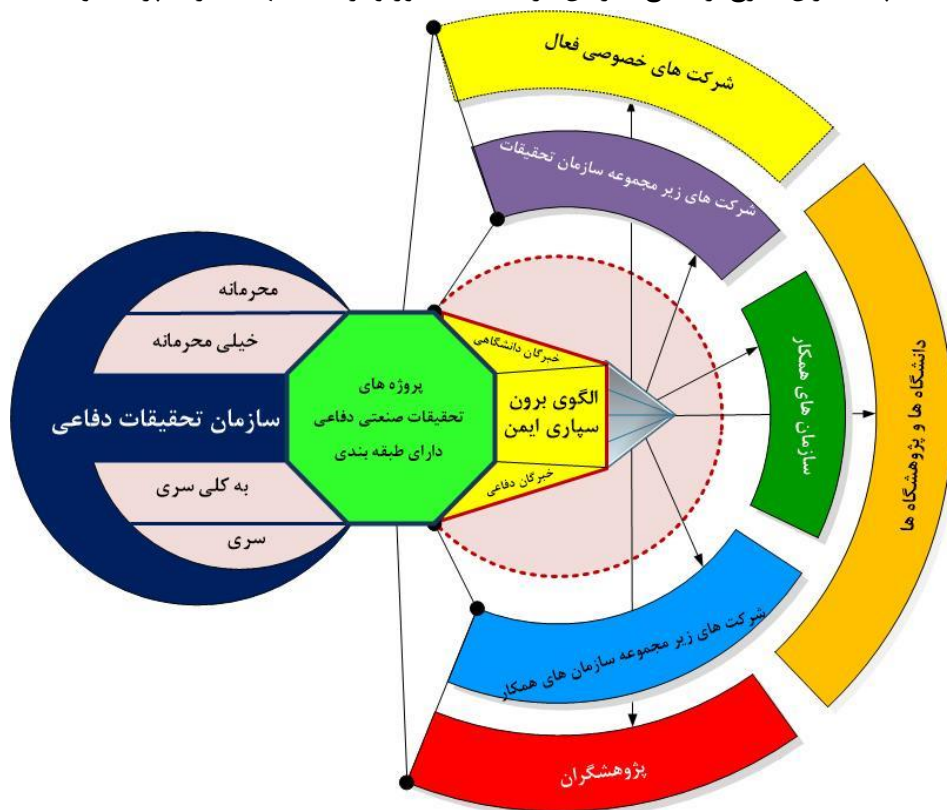 شرکت های خصوصی فعال
شرکت های زیر مجموعه سازمان تحقیقات
دانشگاه ها و پژوهشگاه ها
سازمان های همکار
محرمانه
خیلی محرمانه
سازمان تحقیقات دفاعی
به کلی سری
سری
پروژه های
تحقیقات صنعتی دفاعی
دارای طبقه بندی
خبرگان دانشگاهی
الگوی برون
سپاری ایمن
خبرگان دفاعی
شرکت های زیر مجموعه سازمان های همکار
پژوهشگران